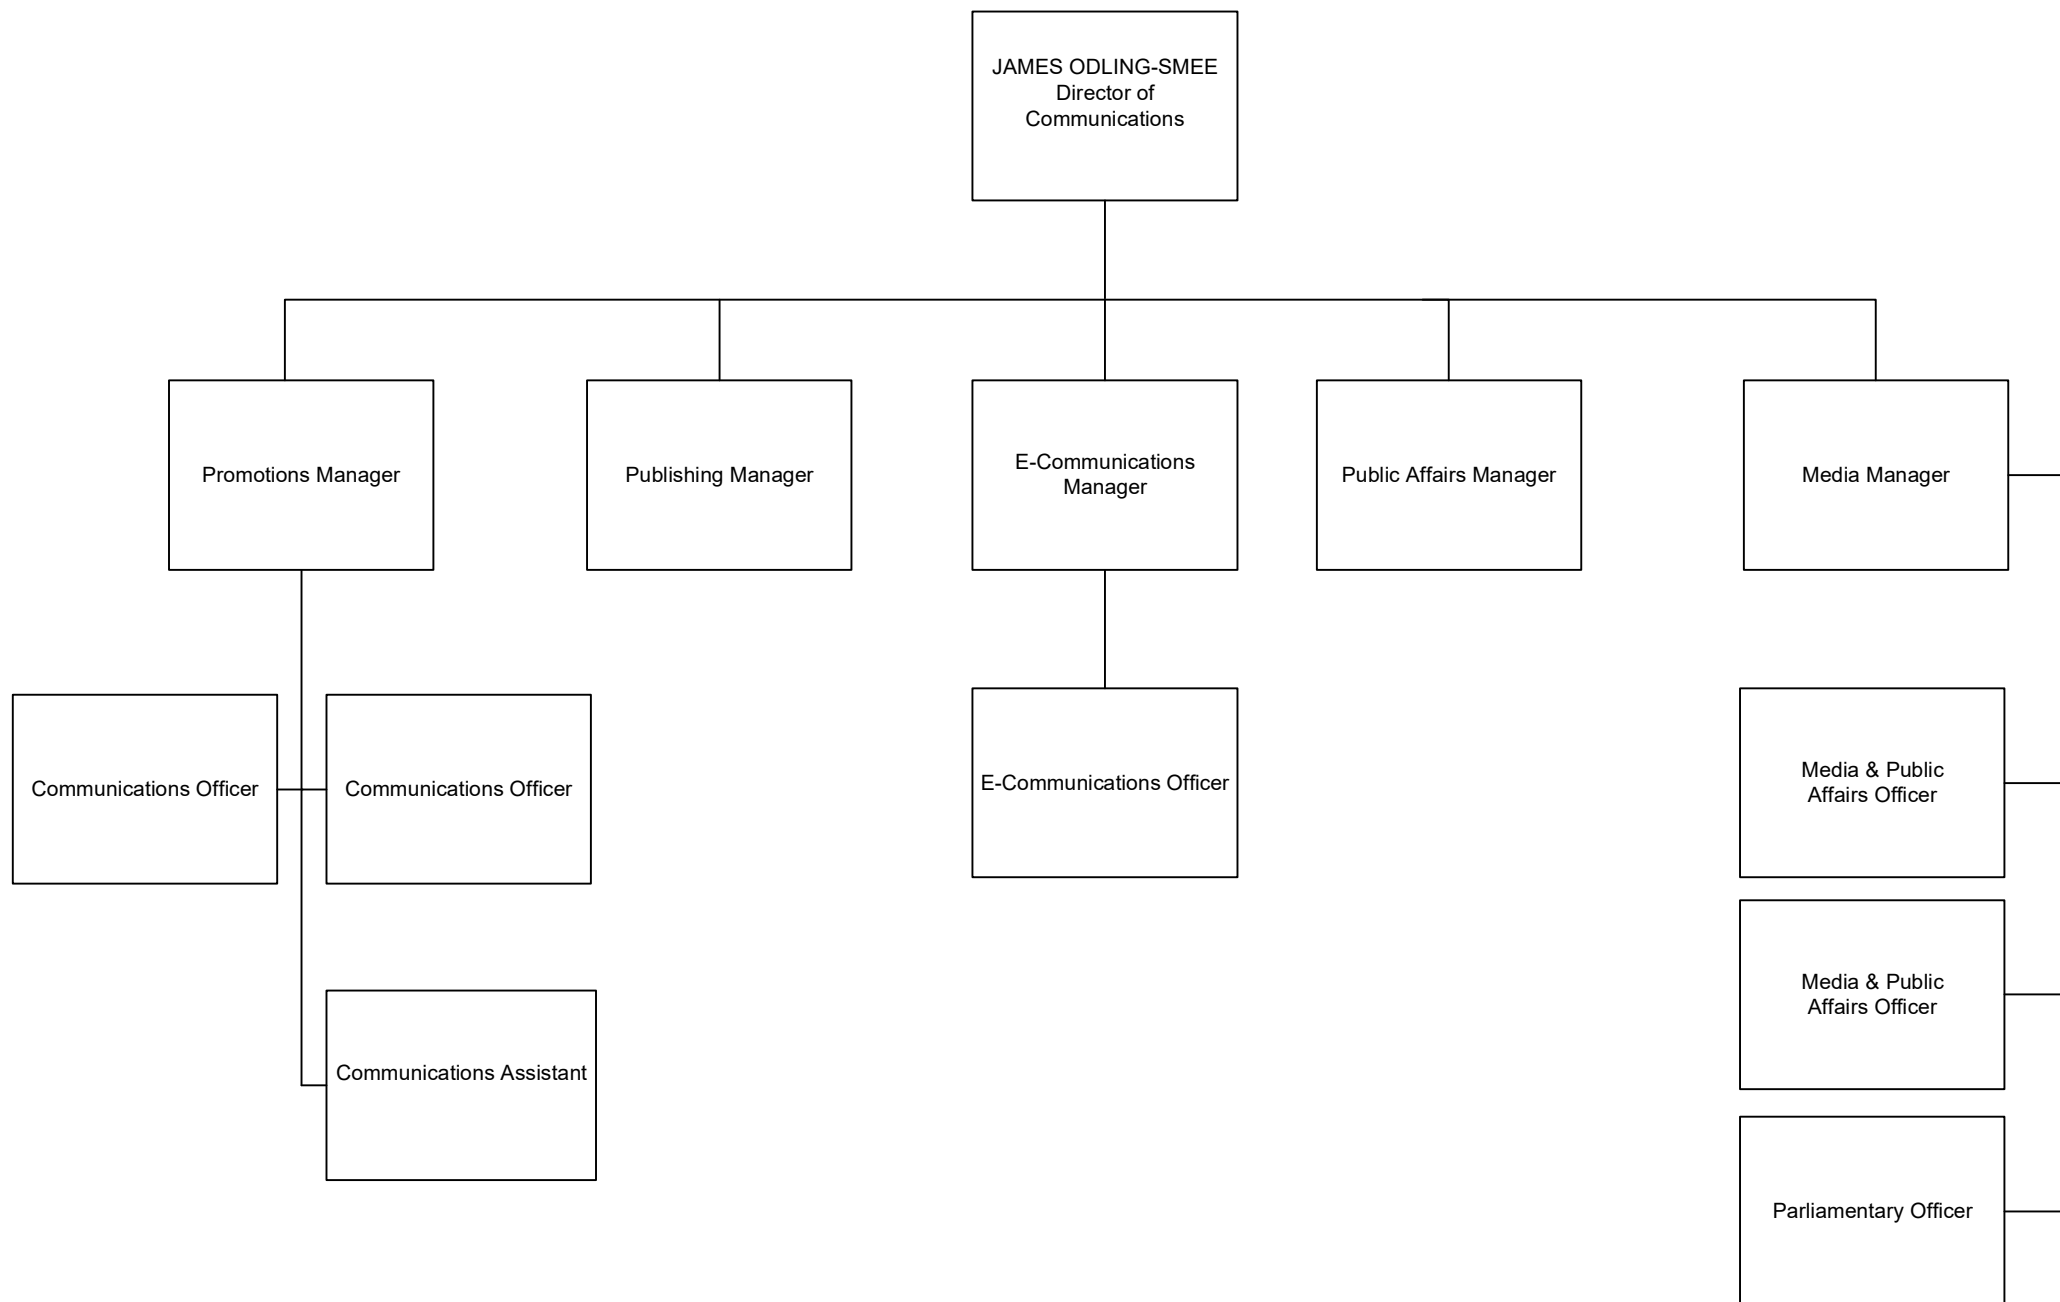 JAMES ODLING-SMEE
Director of
Communications
Promotions Manager
Publishing Manager
E-Communications
Manager
Public Affairs Manager
Media Manager
Communications Officer
Communications Officer
E-Communications Officer
Media & Public
Affairs Officer
Media & Public
Affairs Officer
Communications Assistant
Parliamentary Officer